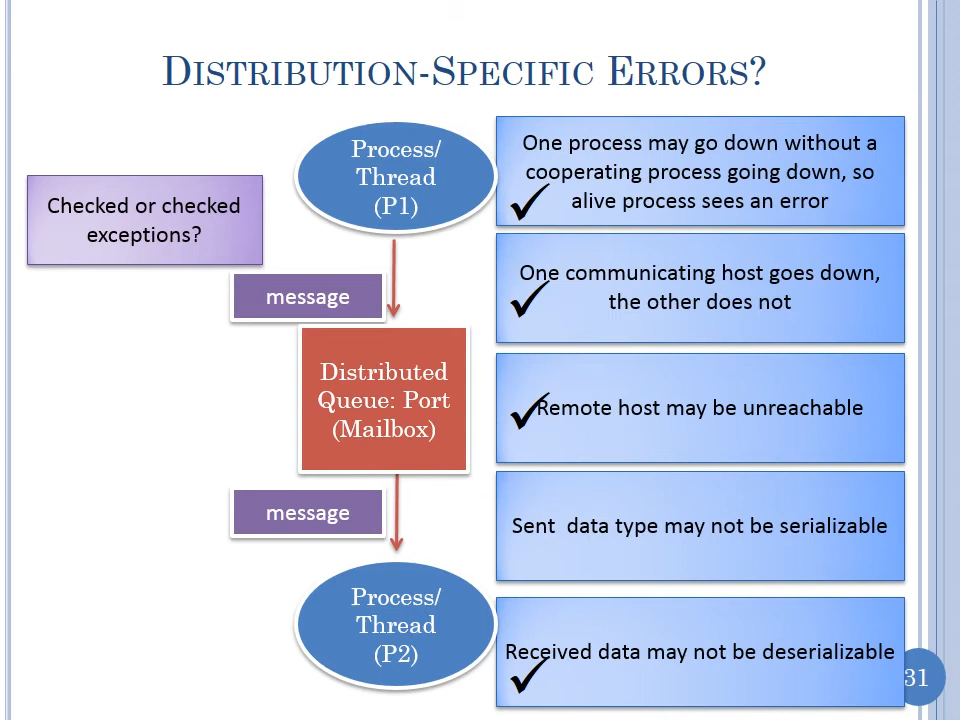 DISTRIBUTION-SPECIFIC ERRORS?
Checked or checked
exceptions?
Process/
Thread
(P1)
message
Distributed
Queue: Port
(Mailbox)
message
Process/
Thread
(P2)
One process may go down without a
cooperating process going down, so
alive process sees an error
One communicating host goes down,
the other does not
Remote host may be unreachable
Sent  data type may not be serializable
Received data may not be deserializable
31